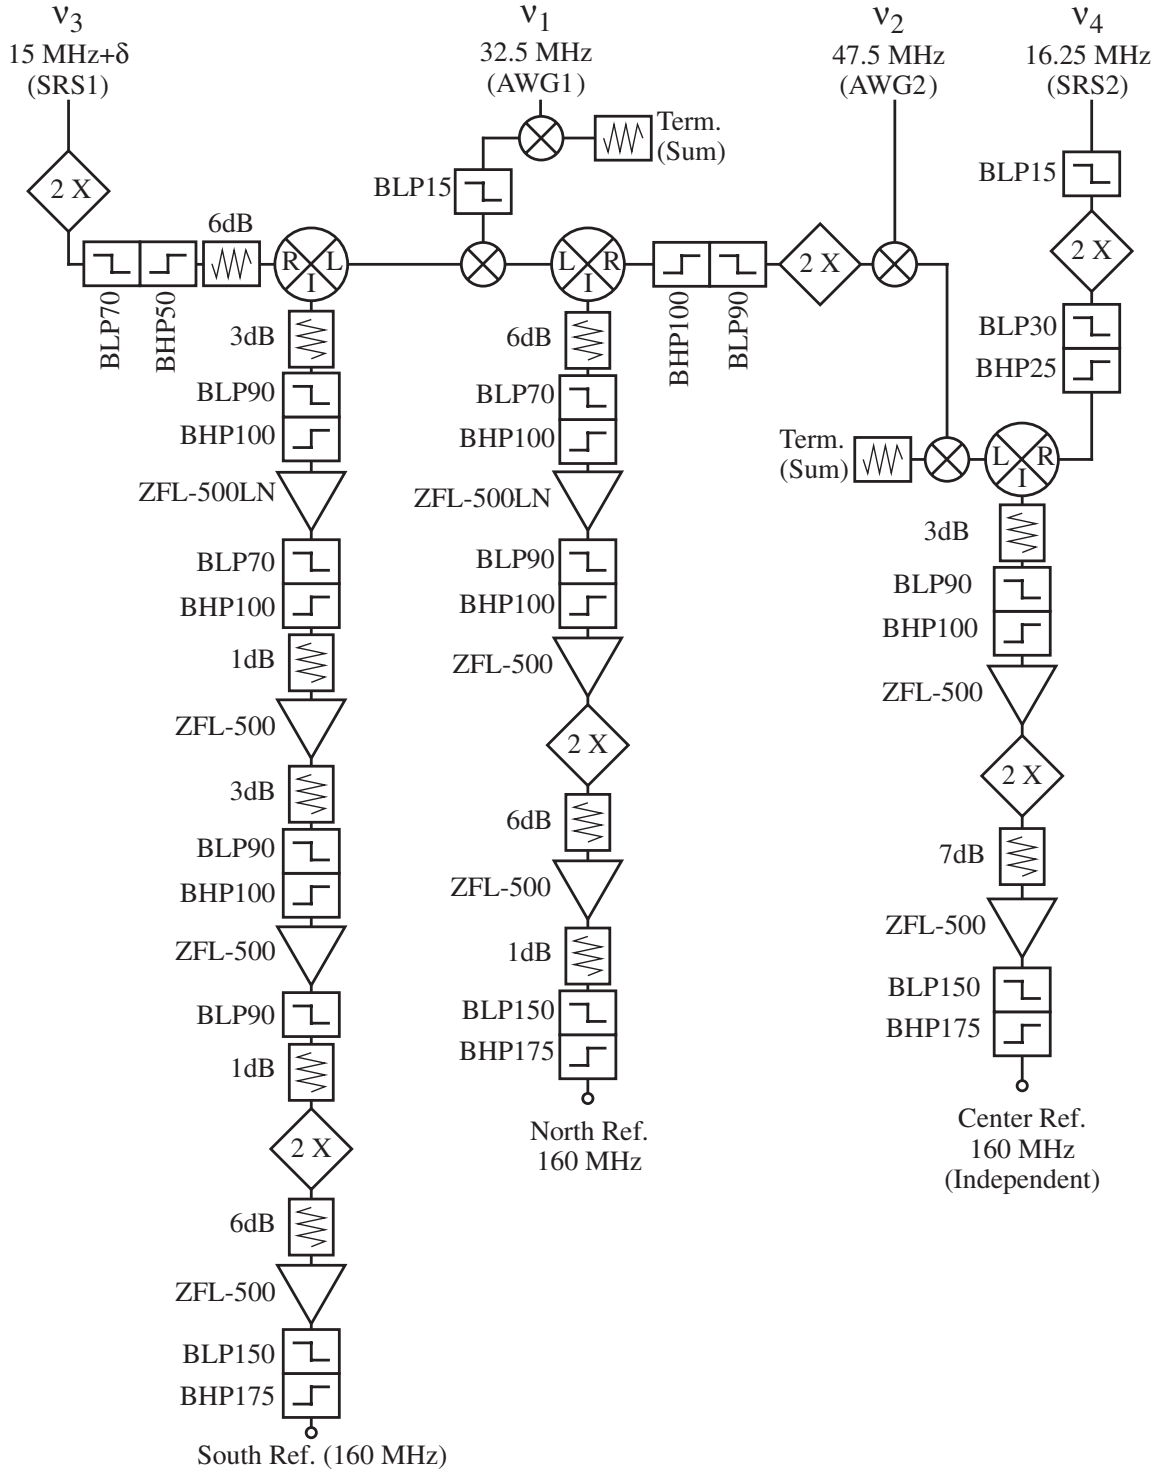 ν3
15 MHz+δ
(SRS1)
ν1
32.5 MHz
(AWG1)
ν2
47.5 MHz
(AWG2)
ν4
16.25 MHz
(SRS2)
Term.
(Sum)
BLP15
BLP15
2 X
6dB
2 X
R
L
I
L
R
I
2 X
BLP70
BHP50
BHP100
BLP90
BLP30
BHP25
3dB
BLP90
BHP100
ZFL-500LN
BLP70
BHP100
1dB
ZFL-500
3dB
BLP90
BHP100
ZFL-500
BLP90
1dB
2 X
6dB
ZFL-500
BLP150
BHP175
South Ref. (160 MHz)
6dB
BLP70
BHP100
ZFL-500LN
BLP90
BHP100
ZFL-500
2 X
6dB
ZFL-500
1dB
BLP150
BHP175
North Ref.
160 MHz
Term.
(Sum)
L
R
I
3dB
BLP90
BHP100
ZFL-500
2 X
7dB
ZFL-500
BLP150
BHP175
Center Ref.
160 MHz
(Independent)